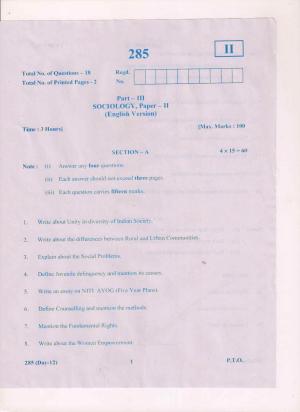 285
II
Total No. of Questions – 18
Regd.
Total No. of Printed Pages - 2
No.
Part – III
SOCIOLOGY, Paper – II
(English Version)
Time : 3 Hours]
[Max. Marks : 100
SECTION – A
4 × 15 = 60
Note : (i) Answer any four questions.
(ii) Each answer should not exceed three pages.
(iii) Each question carries fifteen marks.
1. Write about Unity in diversity of Indian Society.
2. Write about the differences between Rural and Urban Communities.
3. Explain about the Social Problems.
4. Define Juvenile delinquency and mention its causes.
5. Write an essay on NITI AYOG (Five Year Plans).
6. Define Counselling and mention the methods.
7. Mention the Fundamental Rights.
8. Write about the Women Empowerment.
285 (Day-12)
1
P.T.O.